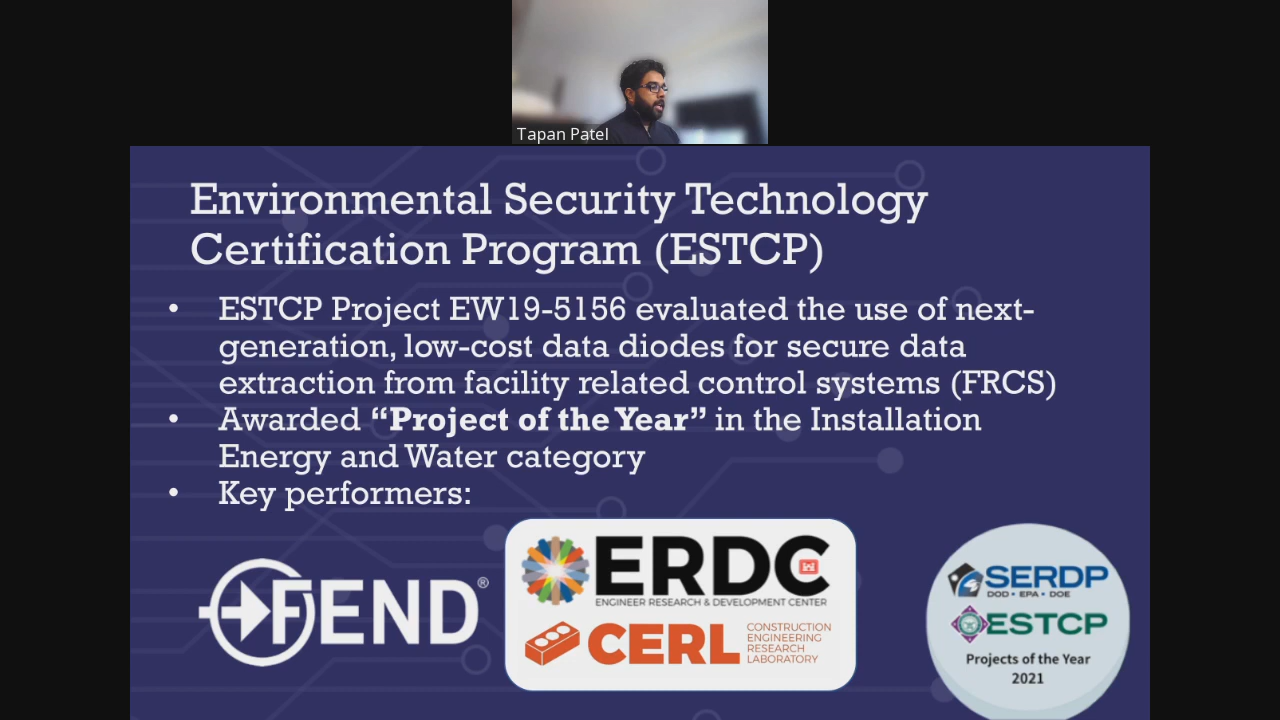 Tapan Patel
Environmental Security Technology
Certification Program (ESTCP)
• ESTCP Project EW19-5156 evaluated the use of next-
generation, low-cost data diodes for secure data
extraction from facility related control systems (FRCS)
• Awarded “Project of the Year” in the Installation
Energy and Water category
• Key performers:
FEND®
ERDC
ENGINEER RESEARCH & DEVELOPMENT CENTER
CERL
CONSTRUCTION
ENGINEERING
RESEARCH
LABORATORY
SERDP
DOD • EPA • DOE
ESTCP
Projects of the Year
2021